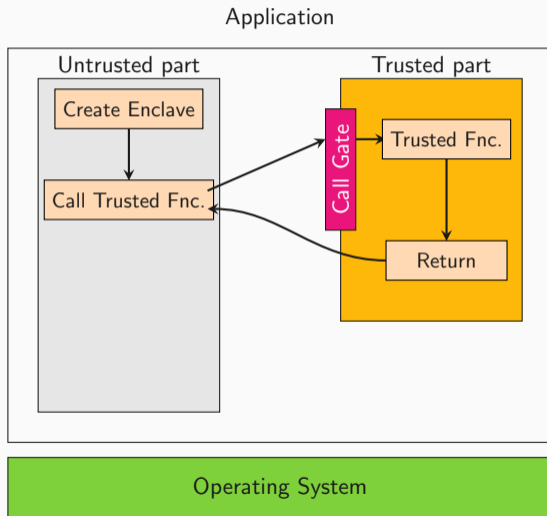 Application
Untrusted part
Trusted part
Create Enclave
Call Gate
Trusted Fnc.
Call Trusted Fnc.
Return
Operating System